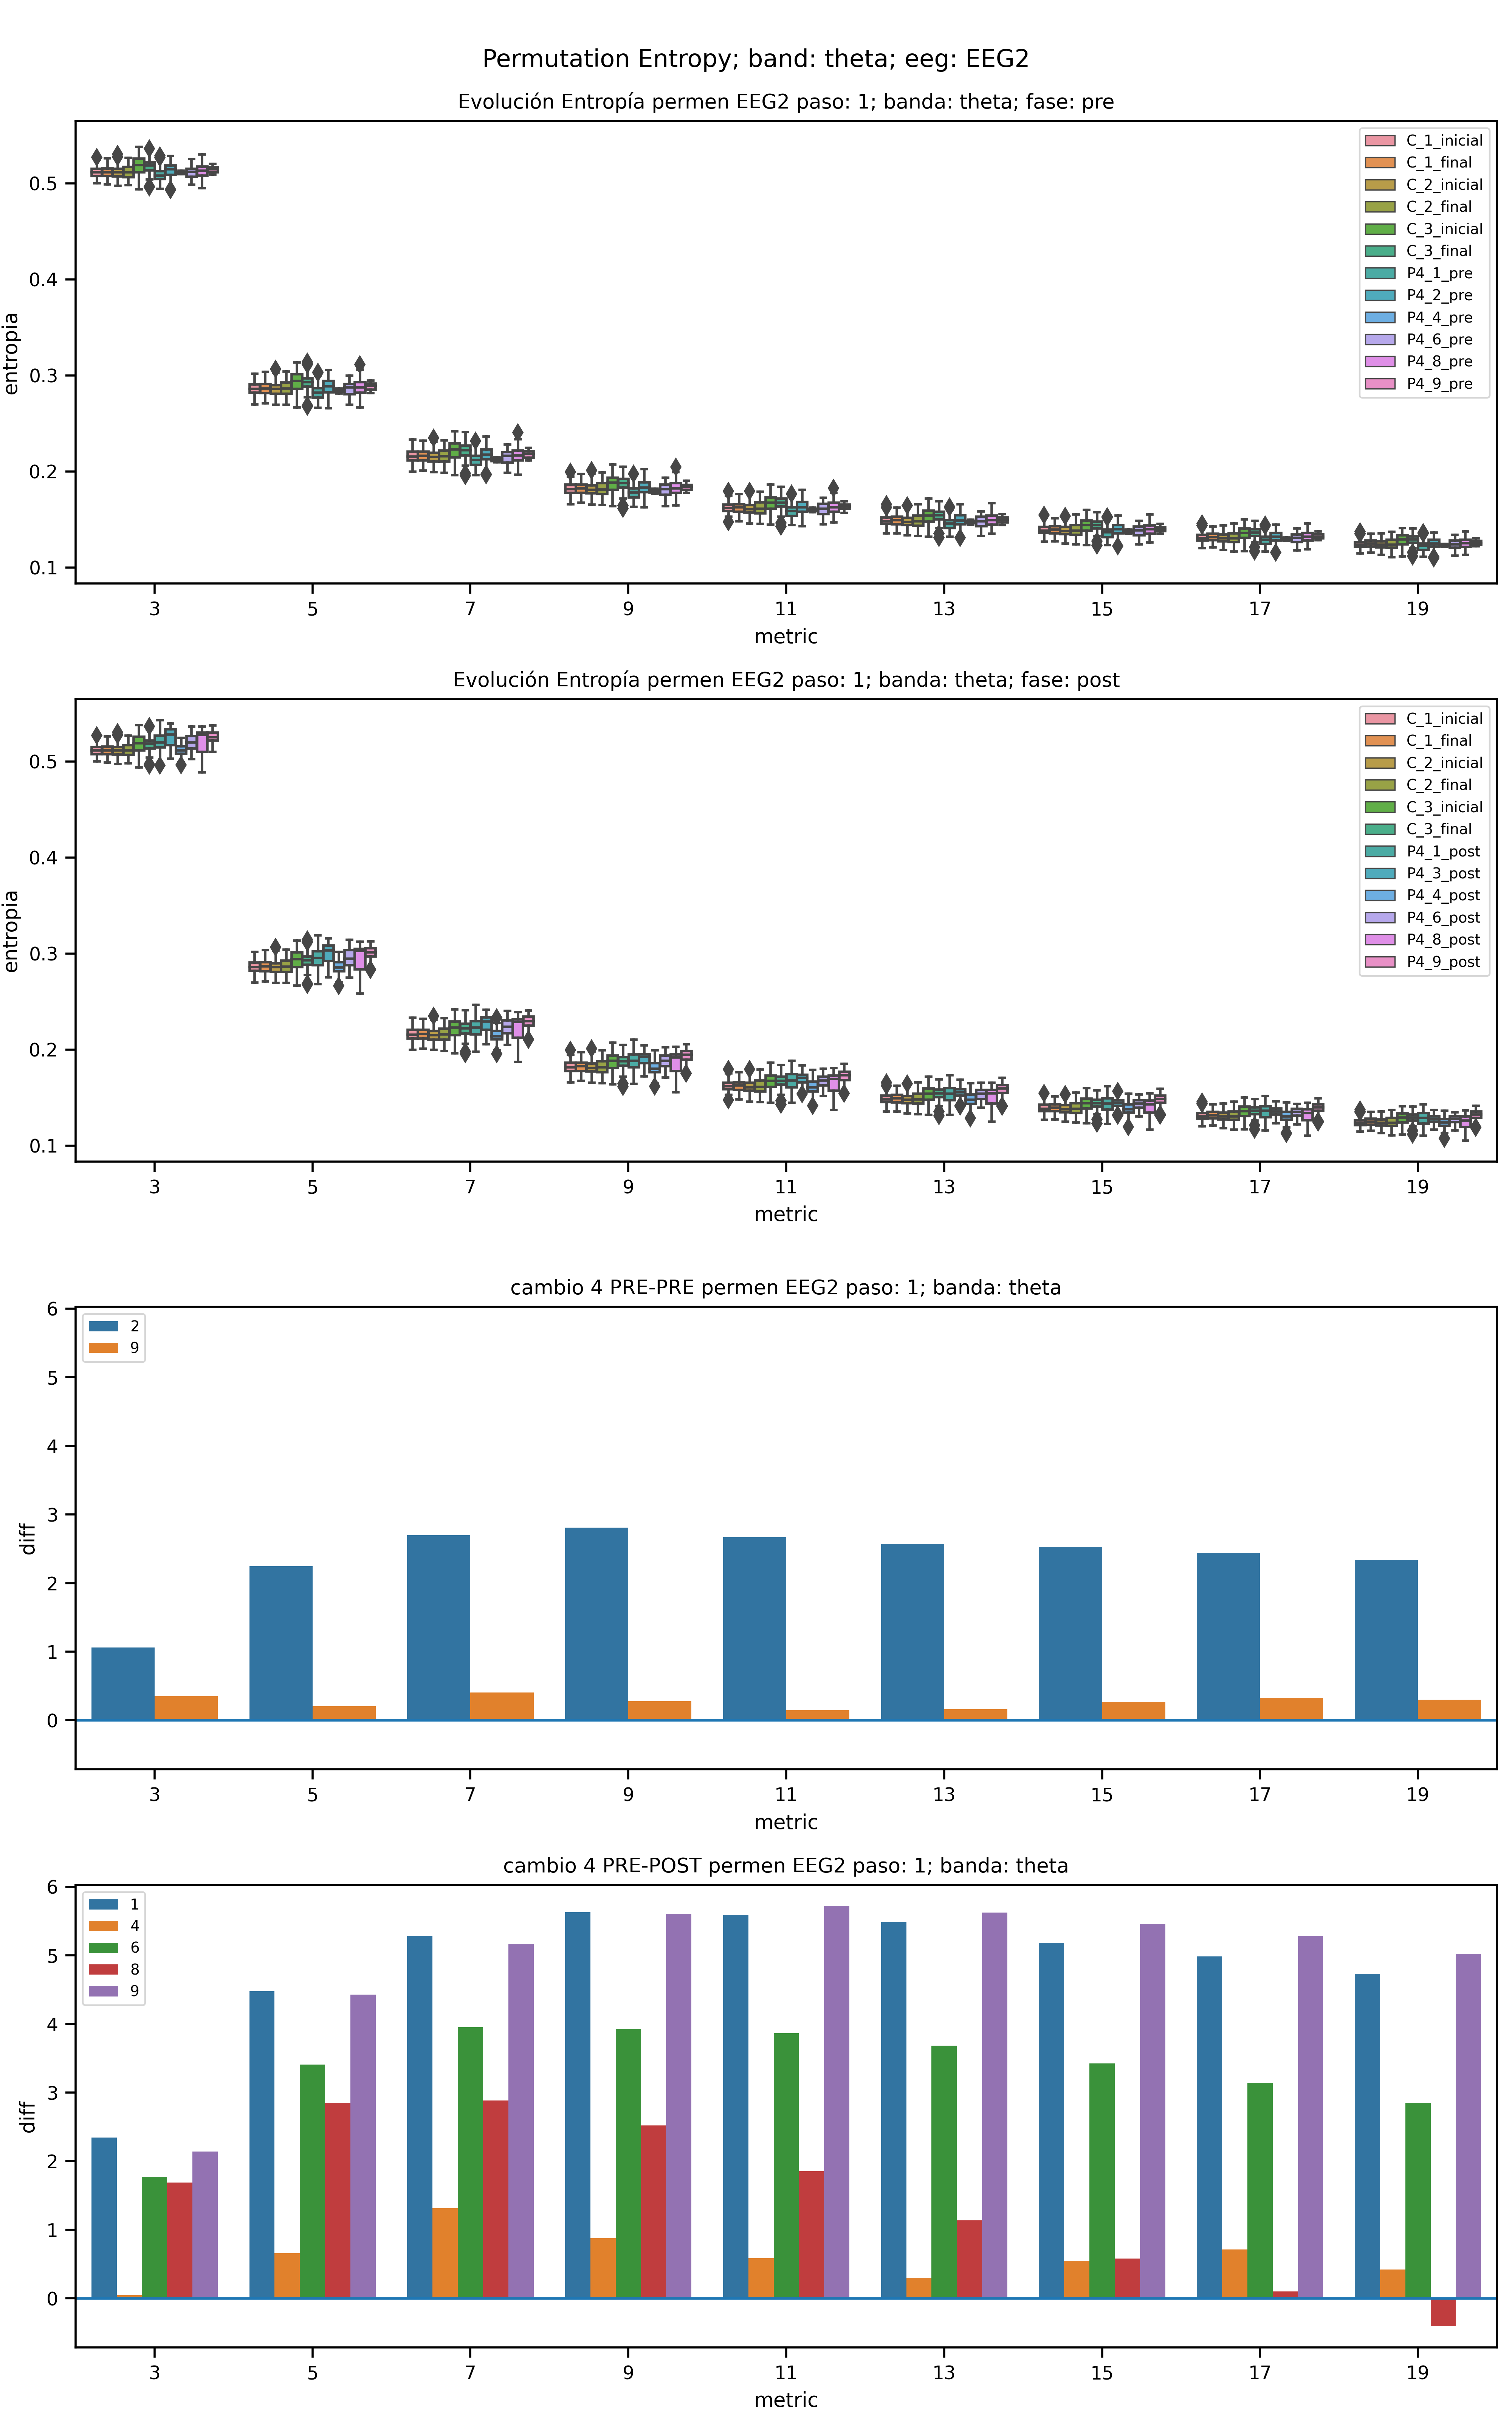 Permutation Entropy; band: theta; eeg: EEG2
Evolución Entropía permen EEG2 paso: 1; banda: theta; fase: pre
entropia
0.5
0.4
0.3
0.2
0.1
C_1_inicial
C_1_final
C_2_inicial
C_2_final
C_3_inicial
C_3_final
P4_1_pre
P4_2_pre
P4_4_pre
P4_6_pre
P4_8_pre
P4_9_pre
3 5 7 9 11 13 15 17 19
metric
Evolución Entropía permen EEG2 paso: 1; banda: theta; fase: post
entropia
0.5
0.4
0.3
0.2
0.1
C_1_inicial
C_1_final
C_2_inicial
C_2_final
C_3_inicial
C_3_final
P4_1_post
P4_3_post
P4_4_post
P4_6_post
P4_8_post
P4_9_post
3 5 7 9 11 13 15 17 19
metric
cambio 4 PRE-PRE permen EEG2 paso: 1; banda: theta
diff
6
5
4
3
2
1
0
2
9
3 5 7 9 11 13 15 17 19
metric
cambio 4 PRE-POST permen EEG2 paso: 1; banda: theta
diff
6
5
4
3
2
1
0
1
4
6
8
9
3 5 7 9 11 13 15 17 19
metric